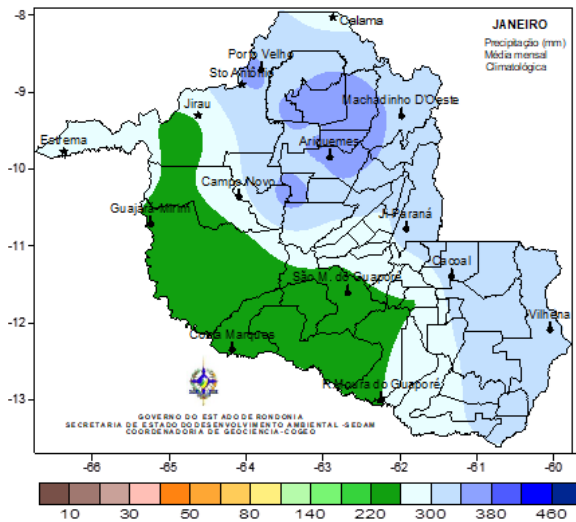 JANEIRO
Precipitação (mm)
Média mensal
Climatológica
-8
-9
-10
-11
-12
-13
Calama
Porto Velho
Sto Antônio
Jirau
Machadinho D'Oeste
Estrema
Ariquemes
Campo Novo
Guajará-Mirim
Ji-Paraná
Cacoal
São M. do Guaporé
Vilhena
Costa Marques
R.Moura do Guaporé
GOVERNO DO ESTADO DE RONDONIA
SECRETARIA DE ESTADO DO DESENVOLVIMENTO AMBIENTAL -SEDAM
COORDENADORIA DE GEOCIENCIA-COGEO
-66 -65 -64 -63 -62 -61 -60
10 30 50 80 140 220 300 380 460